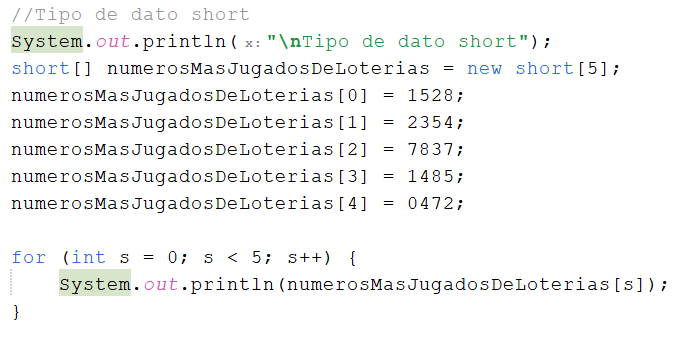 //Tipo de dato short
System.out.println( x: "\nTipo de dato short");
short[] numerosMasJugadosDeLoterias = new short[5];
numerosMasJugadosDeLoterias[0] = 1528;
numerosMasJugadosDeLoterias[1] = 2354;
numerosMasJugadosDeLoterias[2] = 7837;
numerosMasJugadosDeLoterias[3] = 1485;
numerosMasJugadosDeLoterias[4] = 0472;
for (int s = 0; s < 5; s++) {
System.out.println(numerosMasJugadosDeLoterias[s]);
}